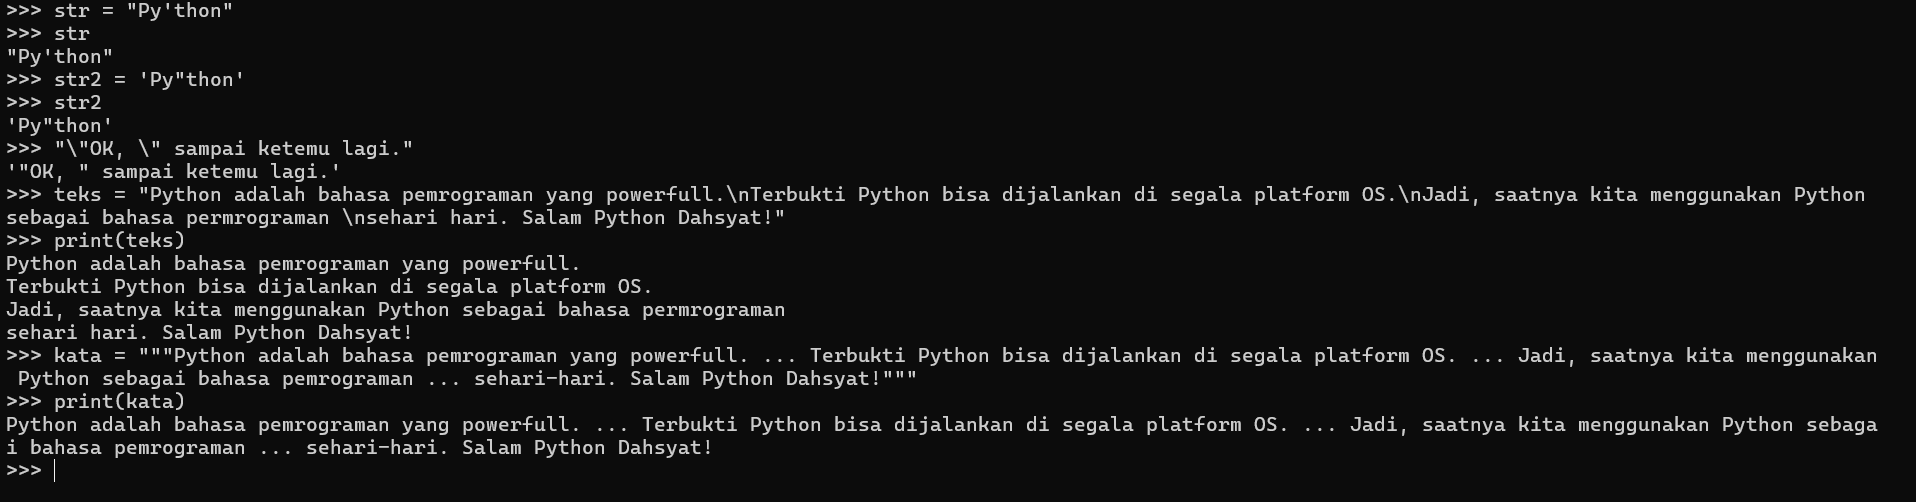 >>> str = "Py'thon"
>>> str
"Py'thon"
>>> str2 = 'Py"thon'
>>> str2
'Py"thon'
>>> "\"OK, \" sampai ketemu lagi."
'"OK, " sampai ketemu lagi.'
>>> teks = "Python adalah bahasa pemrograman yang powerfull.\nTerbukti Python bisa dijalankan di segala platform OS.\nJadi, saatnya kita menggunakan Python
sebagai bahasa permrograman \nsehari hari. Salam Python Dahsyat!"
>>> print(teks)
Python adalah bahasa pemrograman yang powerfull.
Terbukti Python bisa dijalankan di segala platform OS.
Jadi, saatnya kita menggunakan Python sebagai bahasa permrograman
sehari hari. Salam Python Dahsyat!
>>> kata = """Python adalah bahasa pemrograman yang powerfull. ... Terbukti Python bisa dijalankan di segala platform OS. ... Jadi, saatnya kita menggunakan
 Python sebagai bahasa pemrograman ... sehari-hari. Salam Python Dahsyat!"""
>>> print(kata)
Python adalah bahasa pemrograman yang powerfull. ... Terbukti Python bisa dijalankan di segala platform OS. ... Jadi, saatnya kita menggunakan Python sebaga
i bahasa pemrograman ... sehari-hari. Salam Python Dahsyat!
>>>